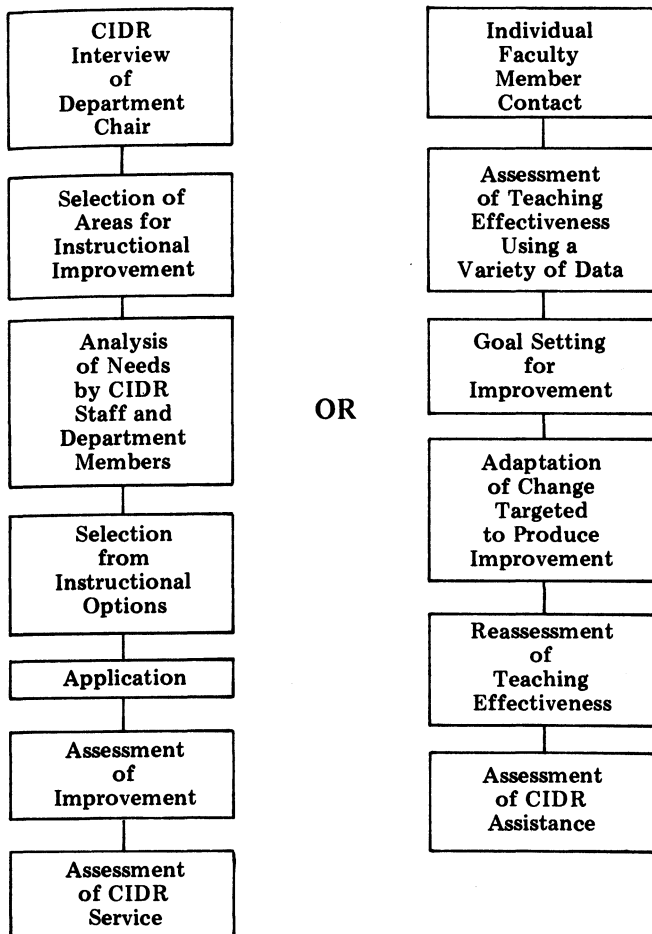 CIDR
Interview
of
Department
Chair
Selection of
Areas for
Instructional
Improvement
Analysis
of Needs
by CIDR
Staff and
Department
Members
Selection
from
Instructional
Options
Application
Assessment
of
Improvement
Assessment
of CIDR
Service
OR
Individual
Faculty
Member
Contact
Assessment
of Teaching
Effectiveness
Using a
Variety of Data
Goal Setting
for
Improvement
Adaptation
of Change
Targeted
to Produce
Improvement
Reassessment
of
Teaching
Effectiveness
Assessment
of CIDR
Assistance